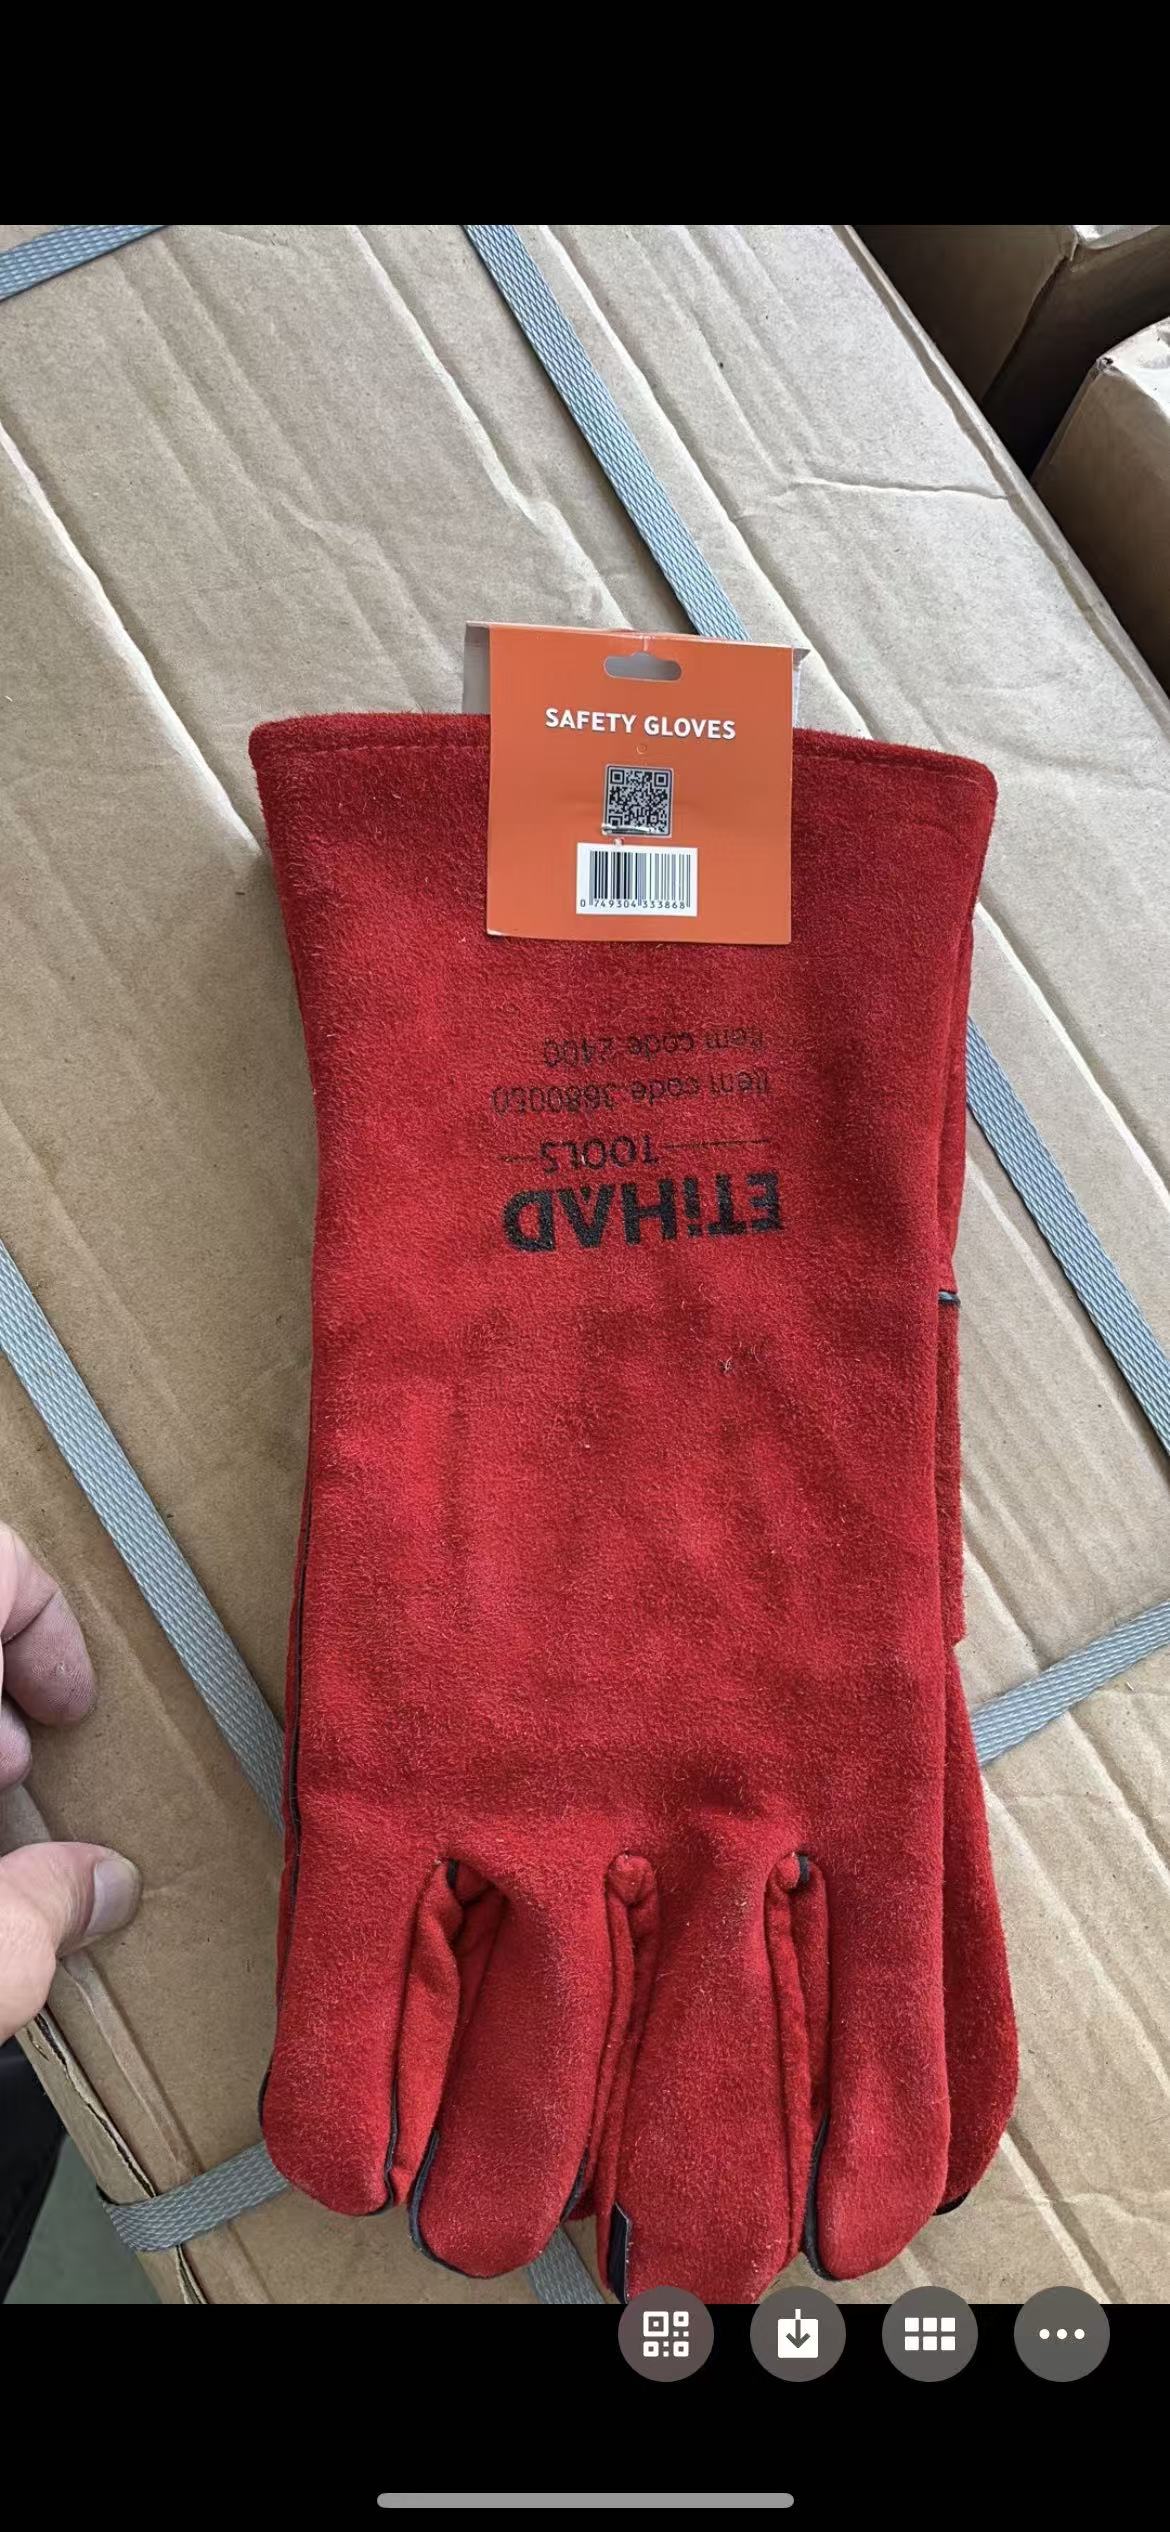 SAFETY GLOVES
0 749304 333868
ETiHAD
TOOLS
Item code 3680050
Item code 2400